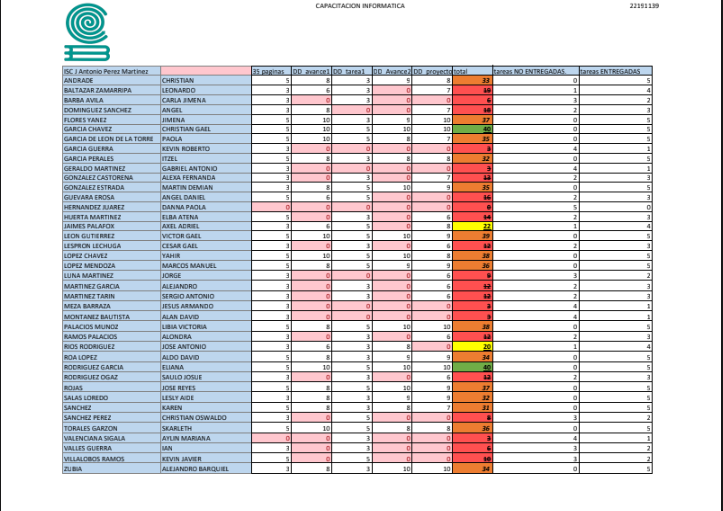 CAPACITACION INFORMATICA 22191139
ISC J Antonio Perez Martinez 35 paginas DD_avance1 DD_tarea1 DD_Avance2 DD_proyecto total tareas NO ENTREGADAS. tareas ENTREGADAS
ANDRADE CHRISTIAN 5 8 3 9 8 33 0 5
BALTAZAR ZAMARRIPA LEONARDO 3 6 3 0 7 19 1 4
BARBA AVILA CARLA JIMENA 3 0 3 0 0 6 3 2
DOMINGUEZ SANCHEZ ANGEL 3 8 0 0 7 18 2 3
FLORES YANEZ JIMENA 5 10 3 9 10 37 0 5
GARCIA CHAVEZ CHRISTIAN GAEL 5 10 5 10 10 40 0 5
GARCIA DE LEON DE LA TORRE PAOLA 5 10 5 8 7 35 0 5
GARCIA GUERRA KEVIN ROBERTO 3 0 0 0 0 3 4 1
GARCIA PERALES ITZEL 5 8 3 8 8 32 0 5
GERALDO MARTINEZ GABRIEL ANTONIO 3 0 0 0 0 3 4 1
GONZALEZ CASTORENA ALEXA FERNANDA 3 0 3 0 7 13 2 3
GONZALEZ ESTRADA MARTIN DEMIAN 3 8 5 10 9 35 0 5
GUEVARA EROSA ANGEL DANIEL 5 6 5 0 0 16 2 3
HERNANDEZ JUAREZ DANNA PAOLA 0 0 0 0 0 0 5 0
HUERTA MARTINEZ ELBA ATENA 5 0 3 0 6 14 2 3
JAIMES PALAFOX AXEL ADRIEL 3 6 5 0 8 22 1 4
LEON GUTIERREZ VICTOR GAEL 5 10 5 10 9 39 0 5
LESPRON LECHUGA CESAR GAEL 3 0 3 0 6 12 2 3
LOPEZ CHAVEZ YAHIR 5 10 5 10 8 38 0 5
LOPEZ MENDOZA MARCOS MANUEL 5 8 5 9 9 36 0 5
LUNA MARTINEZ JORGE 3 0 0 0 6 9 3 2
MARTINEZ GARCIA ALEJANDRO 3 0 3 0 6 12 2 3
MARTINEZ TARIN SERGIO ANTONIO 3 0 3 0 6 12 2 3
MEZA BARRAZA JESUS ARMANDO 3 0 0 0 0 3 4 1
MONTANEZ BAUTISTA ALAN DAVID 3 0 0 0 0 3 4 1
PALACIOS MUNOZ LIBIA VICTORIA 5 8 5 10 10 38 0 5
RAMOS PALACIOS ALONDRA 3 0 3 0 6 12 2 3
RIOS RODRIGUEZ JOSE ANTONIO 3 6 3 8 0 20 1 4
ROA LOPEZ ALDO DAVID 5 8 3 9 9 34 0 5
RODRIGUEZ GARCIA ELIANA 5 10 5 10 10 40 0 5
RODRIGUEZ OGAZ SAULO JOSUE 3 0 3 0 6 12 2 3
ROJAS JOSE REYES 5 8 5 10 9 37 0 5
SALAS LOREDO LESLY AIDE 3 8 3 9 9 32 0 5
SANCHEZ KAREN 5 8 3 8 7 31 0 5
SANCHEZ PEREZ CHRISTIAN OSWALDO 3 0 5 0 0 8 3 2
TORALES GARZON SKARLETH 5 10 5 8 8 36 0 5
VALENCIANA SIGALA AYLIN MARIANA 0 0 3 0 0 3 4 1
VALLES GUERRA IAN 3 0 3 0 0 6 3 2
VILLALOBOS RAMOS KEVIN JAVIER 5 0 5 0 0 10 3 2
ZUBIA ALEJANDRO BARQUIEL 3 8 3 10 10 34 0 5